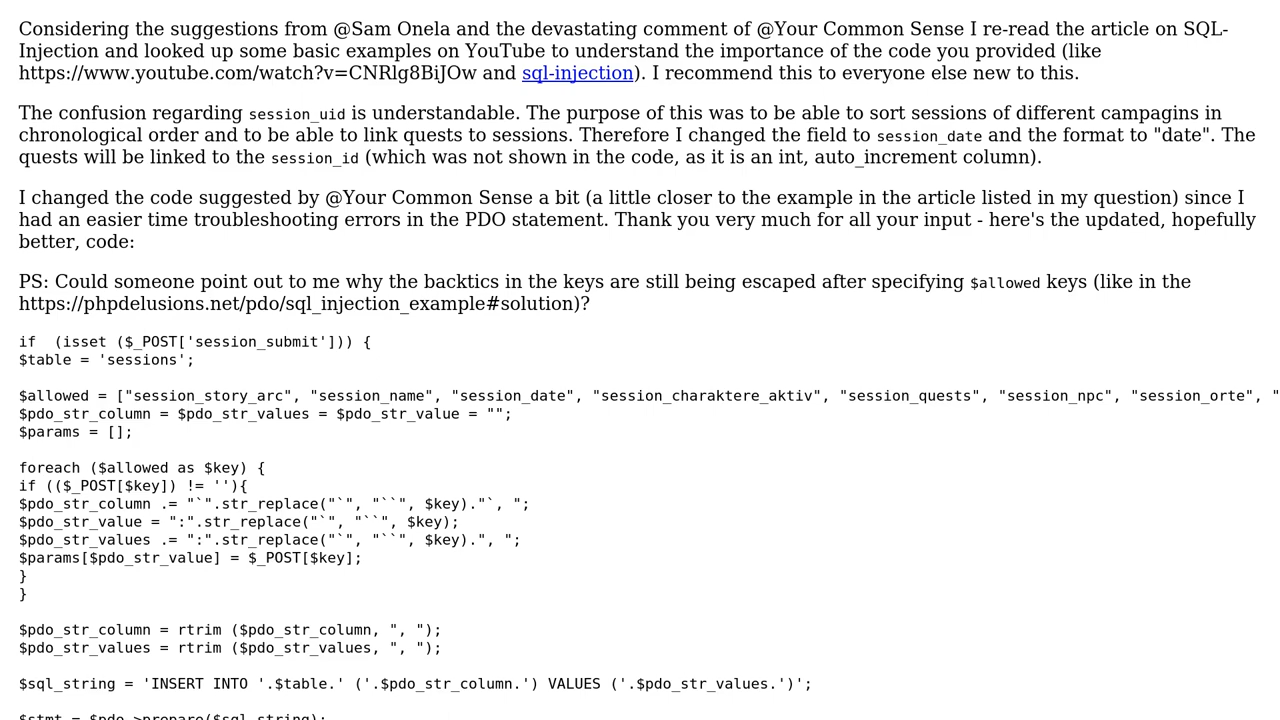 Considering the suggestions from @Sam Onela and the devastating comment of @Your Common Sense I re-read the article on SQL-
Injection and looked up some basic examples on YouTube to understand the importance of the code you provided (like
https://www.youtube.com/watch?v=CNRlg8BiJOw and sql-injection). I recommend this to everyone else new to this.
The confusion regarding session_uid is understandable. The purpose of this was to be able to sort sessions of different campagins in
chronological order and to be able to link quests to sessions. Therefore I changed the field to session_date and the format to "date". The
quests will be linked to the session_id (which was not shown in the code, as it is an int, auto_increment column).
I changed the code suggested by @Your Common Sense a bit (a little closer to the example in the article listed in my question) since I
had an easier time troubleshooting errors in the PDO statement. Thank you very much for all your input - here's the updated, hopefully
better, code:
PS: Could someone point out to me why the backtics in the keys are still being escaped after specifying $allowed keys (like in the
https://phpdelusions.net/pdo/sql_injection_example#solution)?
if  (isset ($_POST['session_submit'])) {
$table = 'sessions';
$allowed = ["session_story_arc", "session_name", "session_date", "session_charaktere_aktiv", "session_quests", "session_npc", "session_orte", "
$pdo_str_column = $pdo_str_values = $pdo_str_value = "";
$params = [];
foreach ($allowed as $key) {
if (($_POST[$key]) != ''){
$pdo_str_column .= "`".str_replace("`", "``", $key)."`, ";
$pdo_str_value = ":".str_replace("`", "``", $key);
$pdo_str_values .= ":".str_replace("`", "``", $key).", ";
$params[$pdo_str_value] = $_POST[$key];
}
}
$pdo_str_column = rtrim ($pdo_str_column, ", ");
$pdo_str_values = rtrim ($pdo_str_values, ", ");
$sql_string = 'INSERT INTO '.$table.' ('.$pdo_str_column.') VALUES ('.$pdo_str_values.')';
$stmt = $pdo->prepare($sql_string);